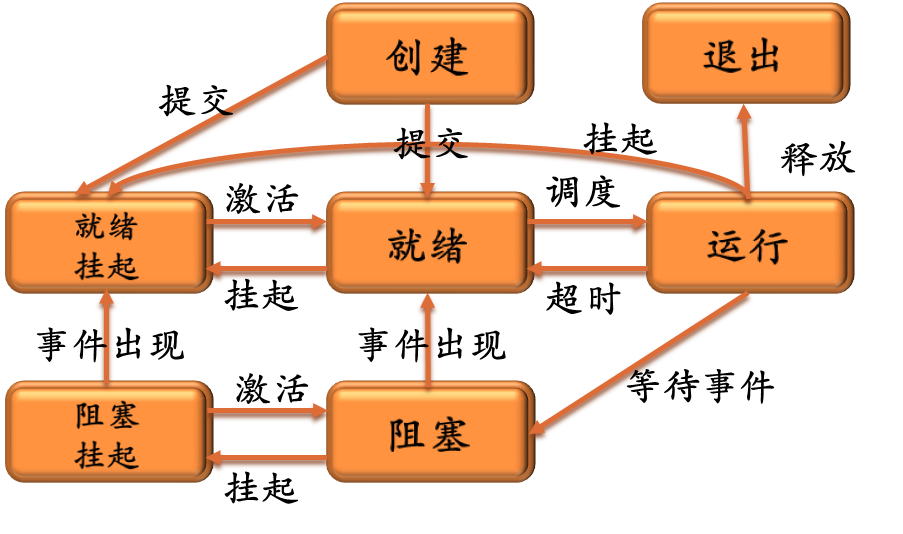 创建
退出
提交
提交
挂起
释放
激活
调度
就绪
挂起
就绪
运行
挂起
超时
事件出现
事件出现
等待事件
激活
阻塞
挂起
阻塞
挂起